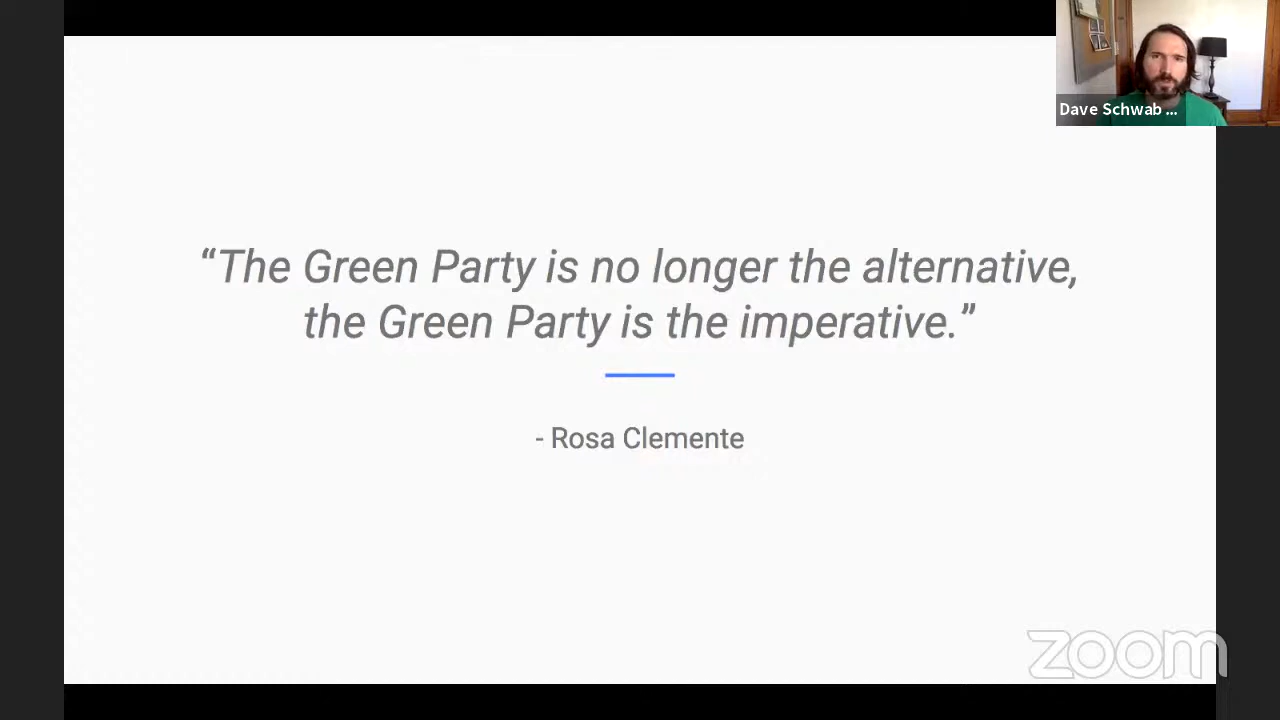 Dave Schwab ...
“The Green Party is no longer the alternative,
the Green Party is the imperative.”
- Rosa Clemente
zoom